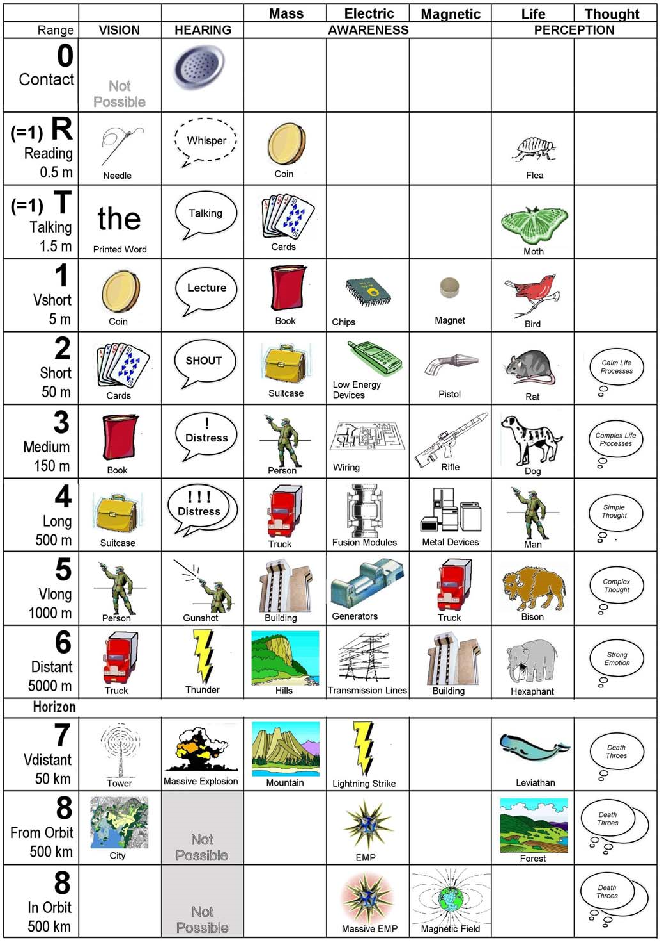 Mass Electric Magnetic Life Thought
Range VISION HEARING AWARENESS PERCEPTION
0
Contact
Not
Possible
(=1) R
Reading
0.5 m
Needle
Whisper
Coin
Flea
(=1) T
Talking
1.5 m
the
Printed Word
Talking
Cards
Moth
1
Vshort
5 m
Coin
Lecture
Book
Chips
Magnet
Bird
2
Short
50 m
Cards
SHOUT
Suitcase
Low Energy
Devices
Pistol
Rat
Calm Life
Processes
3
Medium
150 m
Book
!
Distress
Person
Wiring
Rifle
Dog
Complex Life
Processes
4
Long
500 m
Suitcase
! ! !
Distress
Truck
Fusion Modules
Metal Devices
Man
Simple
Thought
5
Vlong
1000 m
Person
Gunshot
Building
Generators
Truck
Bison
Complex
Thought
6
Distant
5000 m
Truck
Thunder
Hills
Transmission Lines
Building
Hexaphant
Strong
Emotion
Horizon
7
Vdistant
50 km
Tower
Massive Explosion
Mountain
Lightning Strike
Leviathan
Death
Throes
8
From Orbit
500 km
City
Not
Possible
EMP
Forest
Death
Throes
8
In Orbit
500 km
Not
Possible
Massive EMP
Magnetic Field
Death
Throes